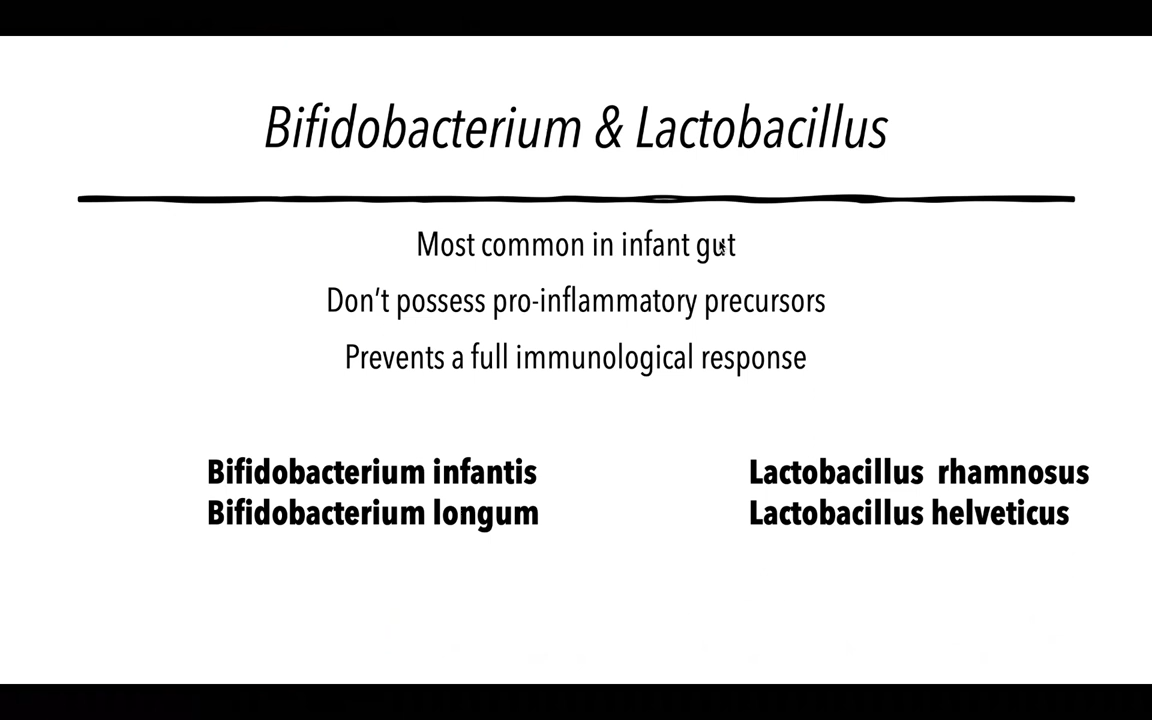 Bifidobacterium & Lactobacillus
Most common in infant gut
Don’t possess pro-inflammatory precursors
Prevents a full immunological response
Bifidobacterium infantis
Bifidobacterium longum
Lactobacillus rhamnosus
Lactobacillus helveticus